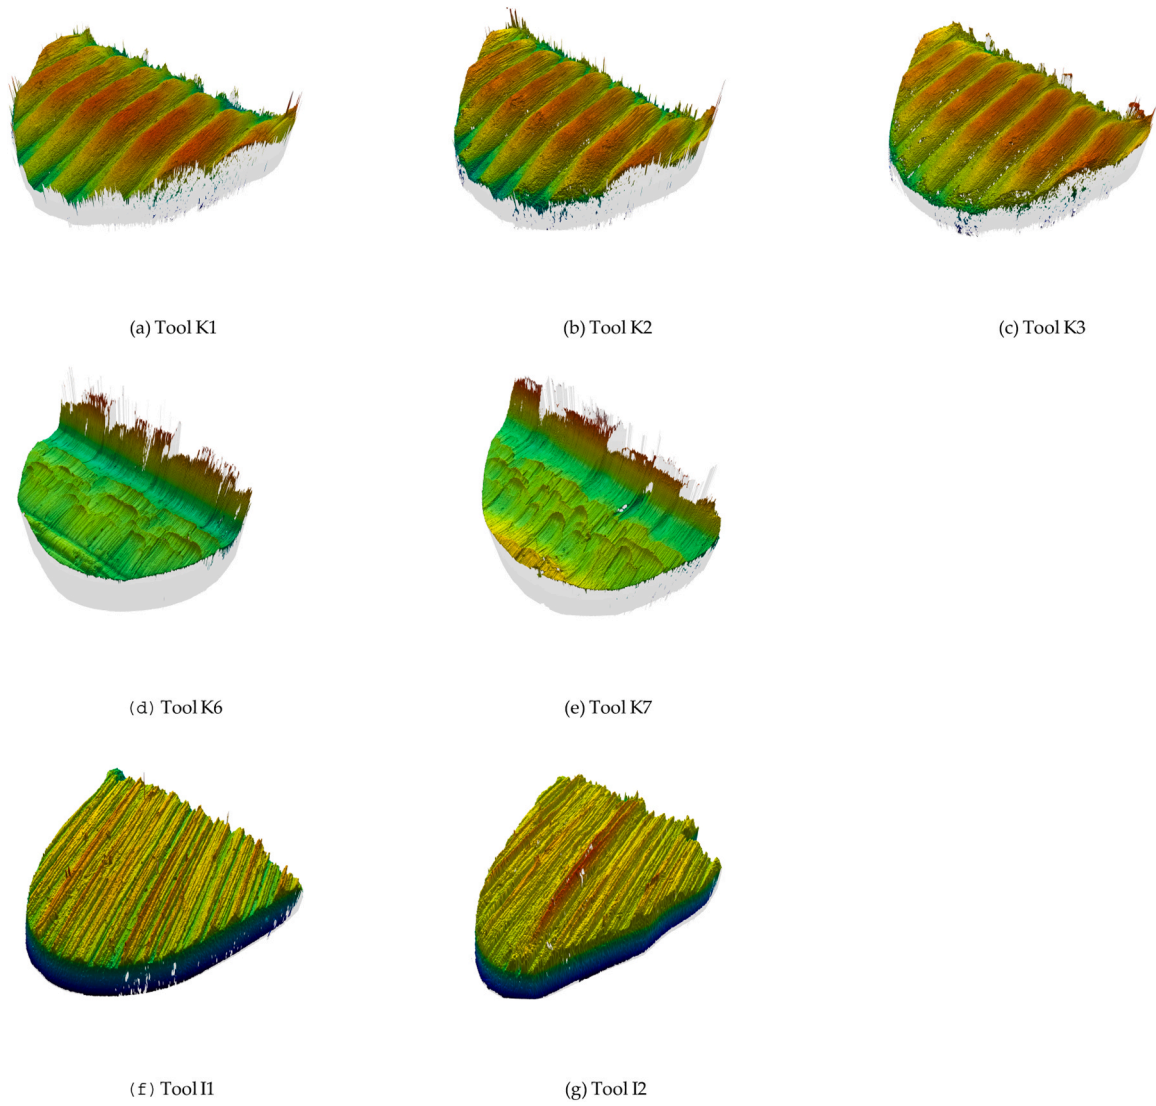 (a) Tool K1
(b) Tool K2
(c) Tool K3
(d) Tool K6
(e) Tool K7
(f) Tool I1
(g) Tool I2